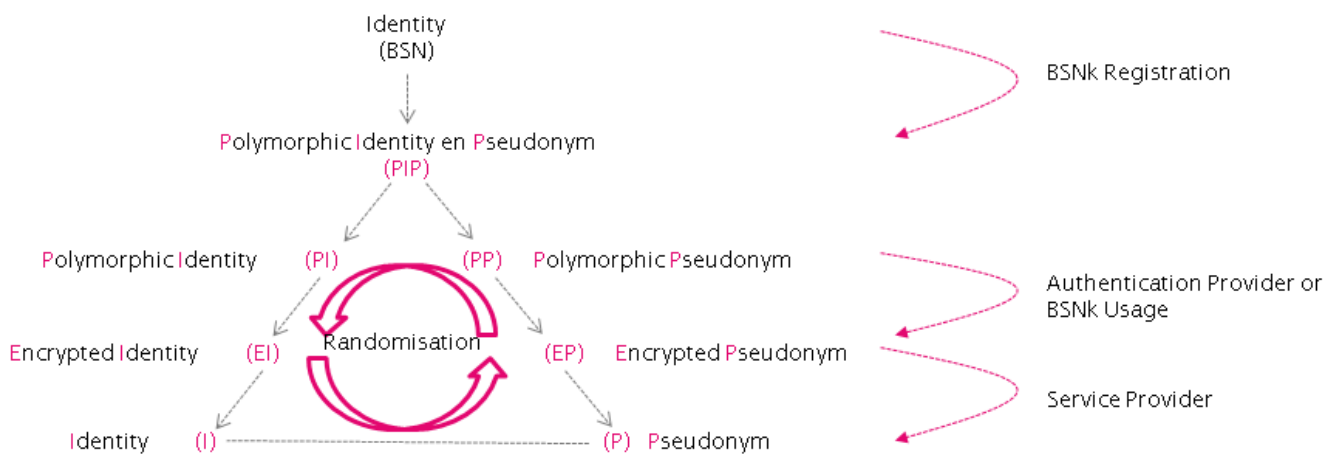 Identity
(BSN)
BSNk Registration
Polymorphic Identity en Pseudonym
(PIP)
Polymorphic Identity (PI) (PP) Polymorphic Pseudonym
Authentication Provider or
BSNk Usage
Randomisation
Encrypted Identity (EI) (EP) Encrypted Pseudonym
Service Provider
Identity (I) (P) Pseudonym